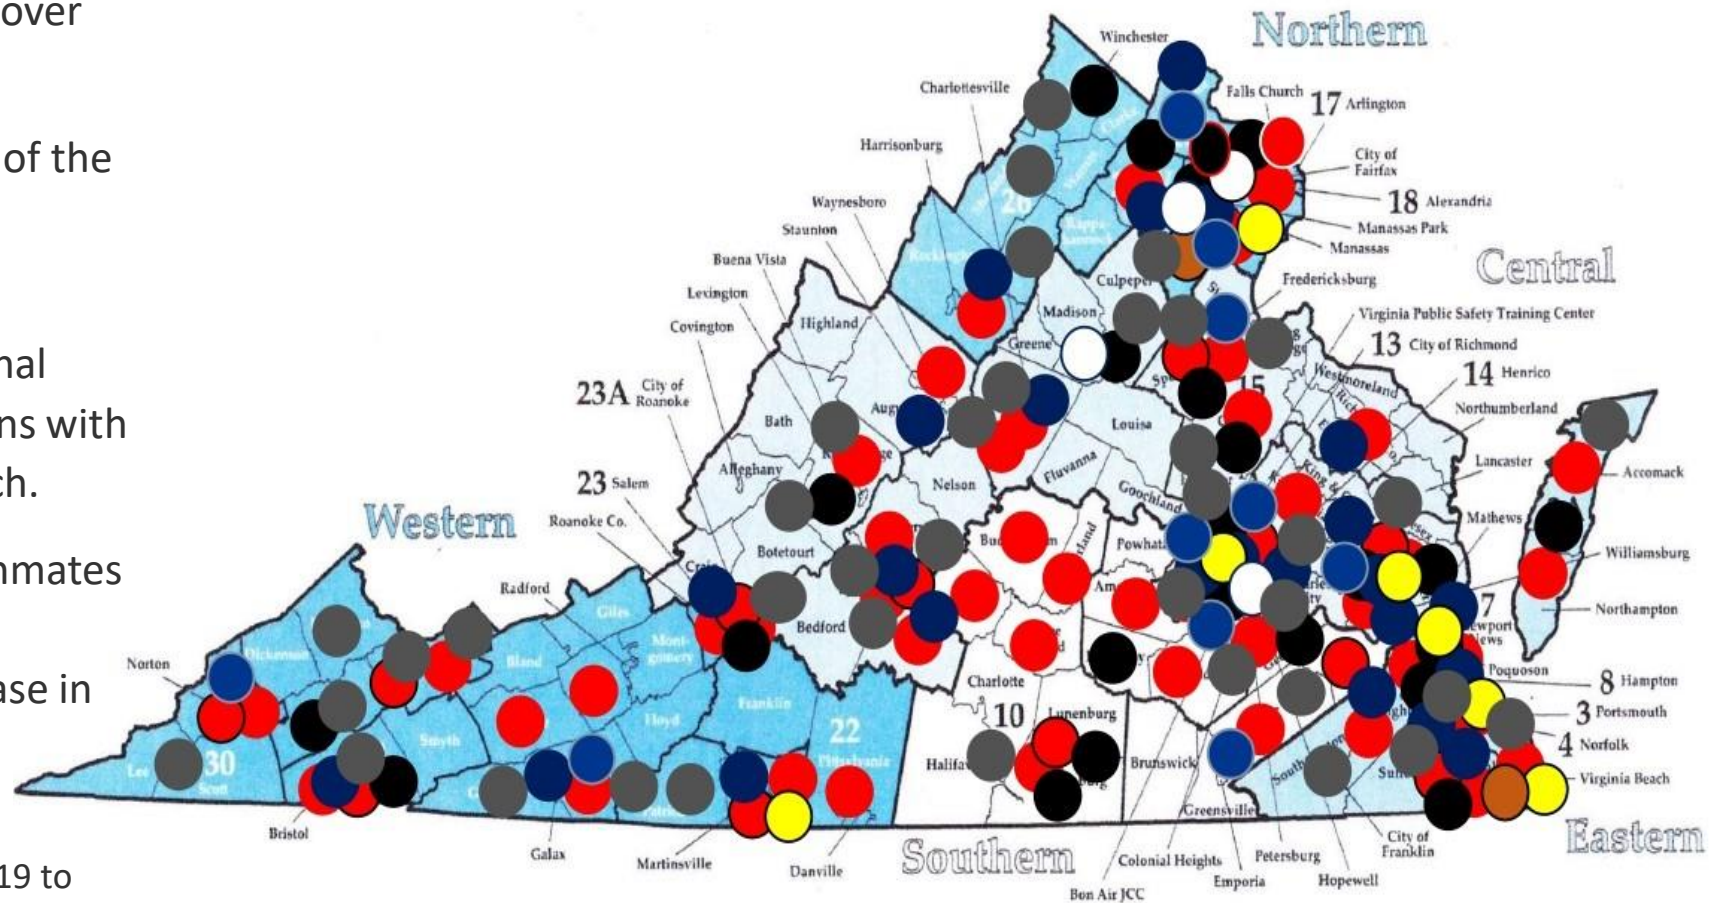 over
of the
nal
ns with
ch.
nmates
ase in
19 to
Northern
Winchester
Charlottesville
Falls Church
17 Arlington
Harrisonburg
City of
Fairfax
18 Alexandria
Waynesboro
Manassas Park
Staunton
Manassas
Buena Vista
Central
Fredericksburg
Lexington
Culpeper
Covington
Highland
Madison
Virginia Public Safety Training Center
Greene
13 City of Richmond
14 Henrico
23A City of
Roanoke
Westmoreland
Northumberland
15
Bath
Louisa
Alleghany
Fluvanna
Lancaster
Accomack
23 Salem
Nelson
Goochland
Western
Roanoke Co.
Mathews
Botetourt
Williamsburg
Radford
Giles
Bedford
Northampton
7
Norton
Dickenson
Mont-
gomery
Bland
Poquoson
8 Hampton
Charlotte
Franklin
Floyd
10
Lunenburg
3 Portsmouth
22
4 Norfolk
Smyth
Lee
30
Scott
Brunswick
Virginia Beach
Greensville
Bristol
Galax
Martinsville
Danville
Southern
Colonial Heights
Petersburg
City of
Franklin
Eastern
Bon Air JCC
Emporia
Hopewell